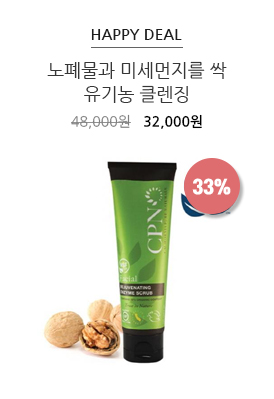 HAPPY DEAL
노폐물과 미세먼지를 싹
유기농 클렌징
48,000원 32,000원
33%
CPN
Facial
REJUVENATING
ENZYME SCRUB